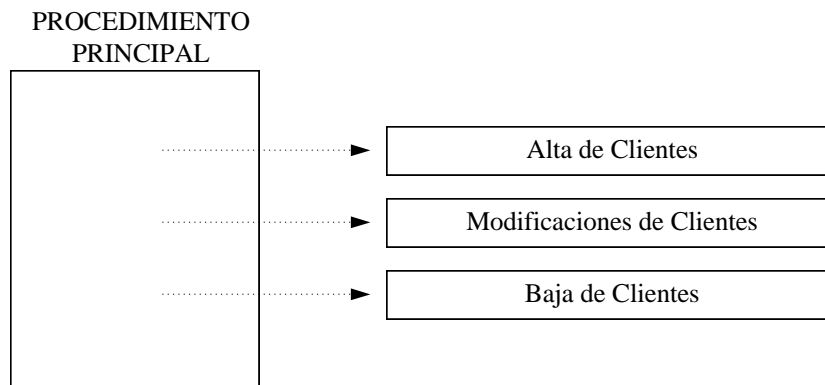 PROCEDIMIENTO
PRINCIPAL
Alta de Clientes
Modificaciones de Clientes
Baja de Clientes